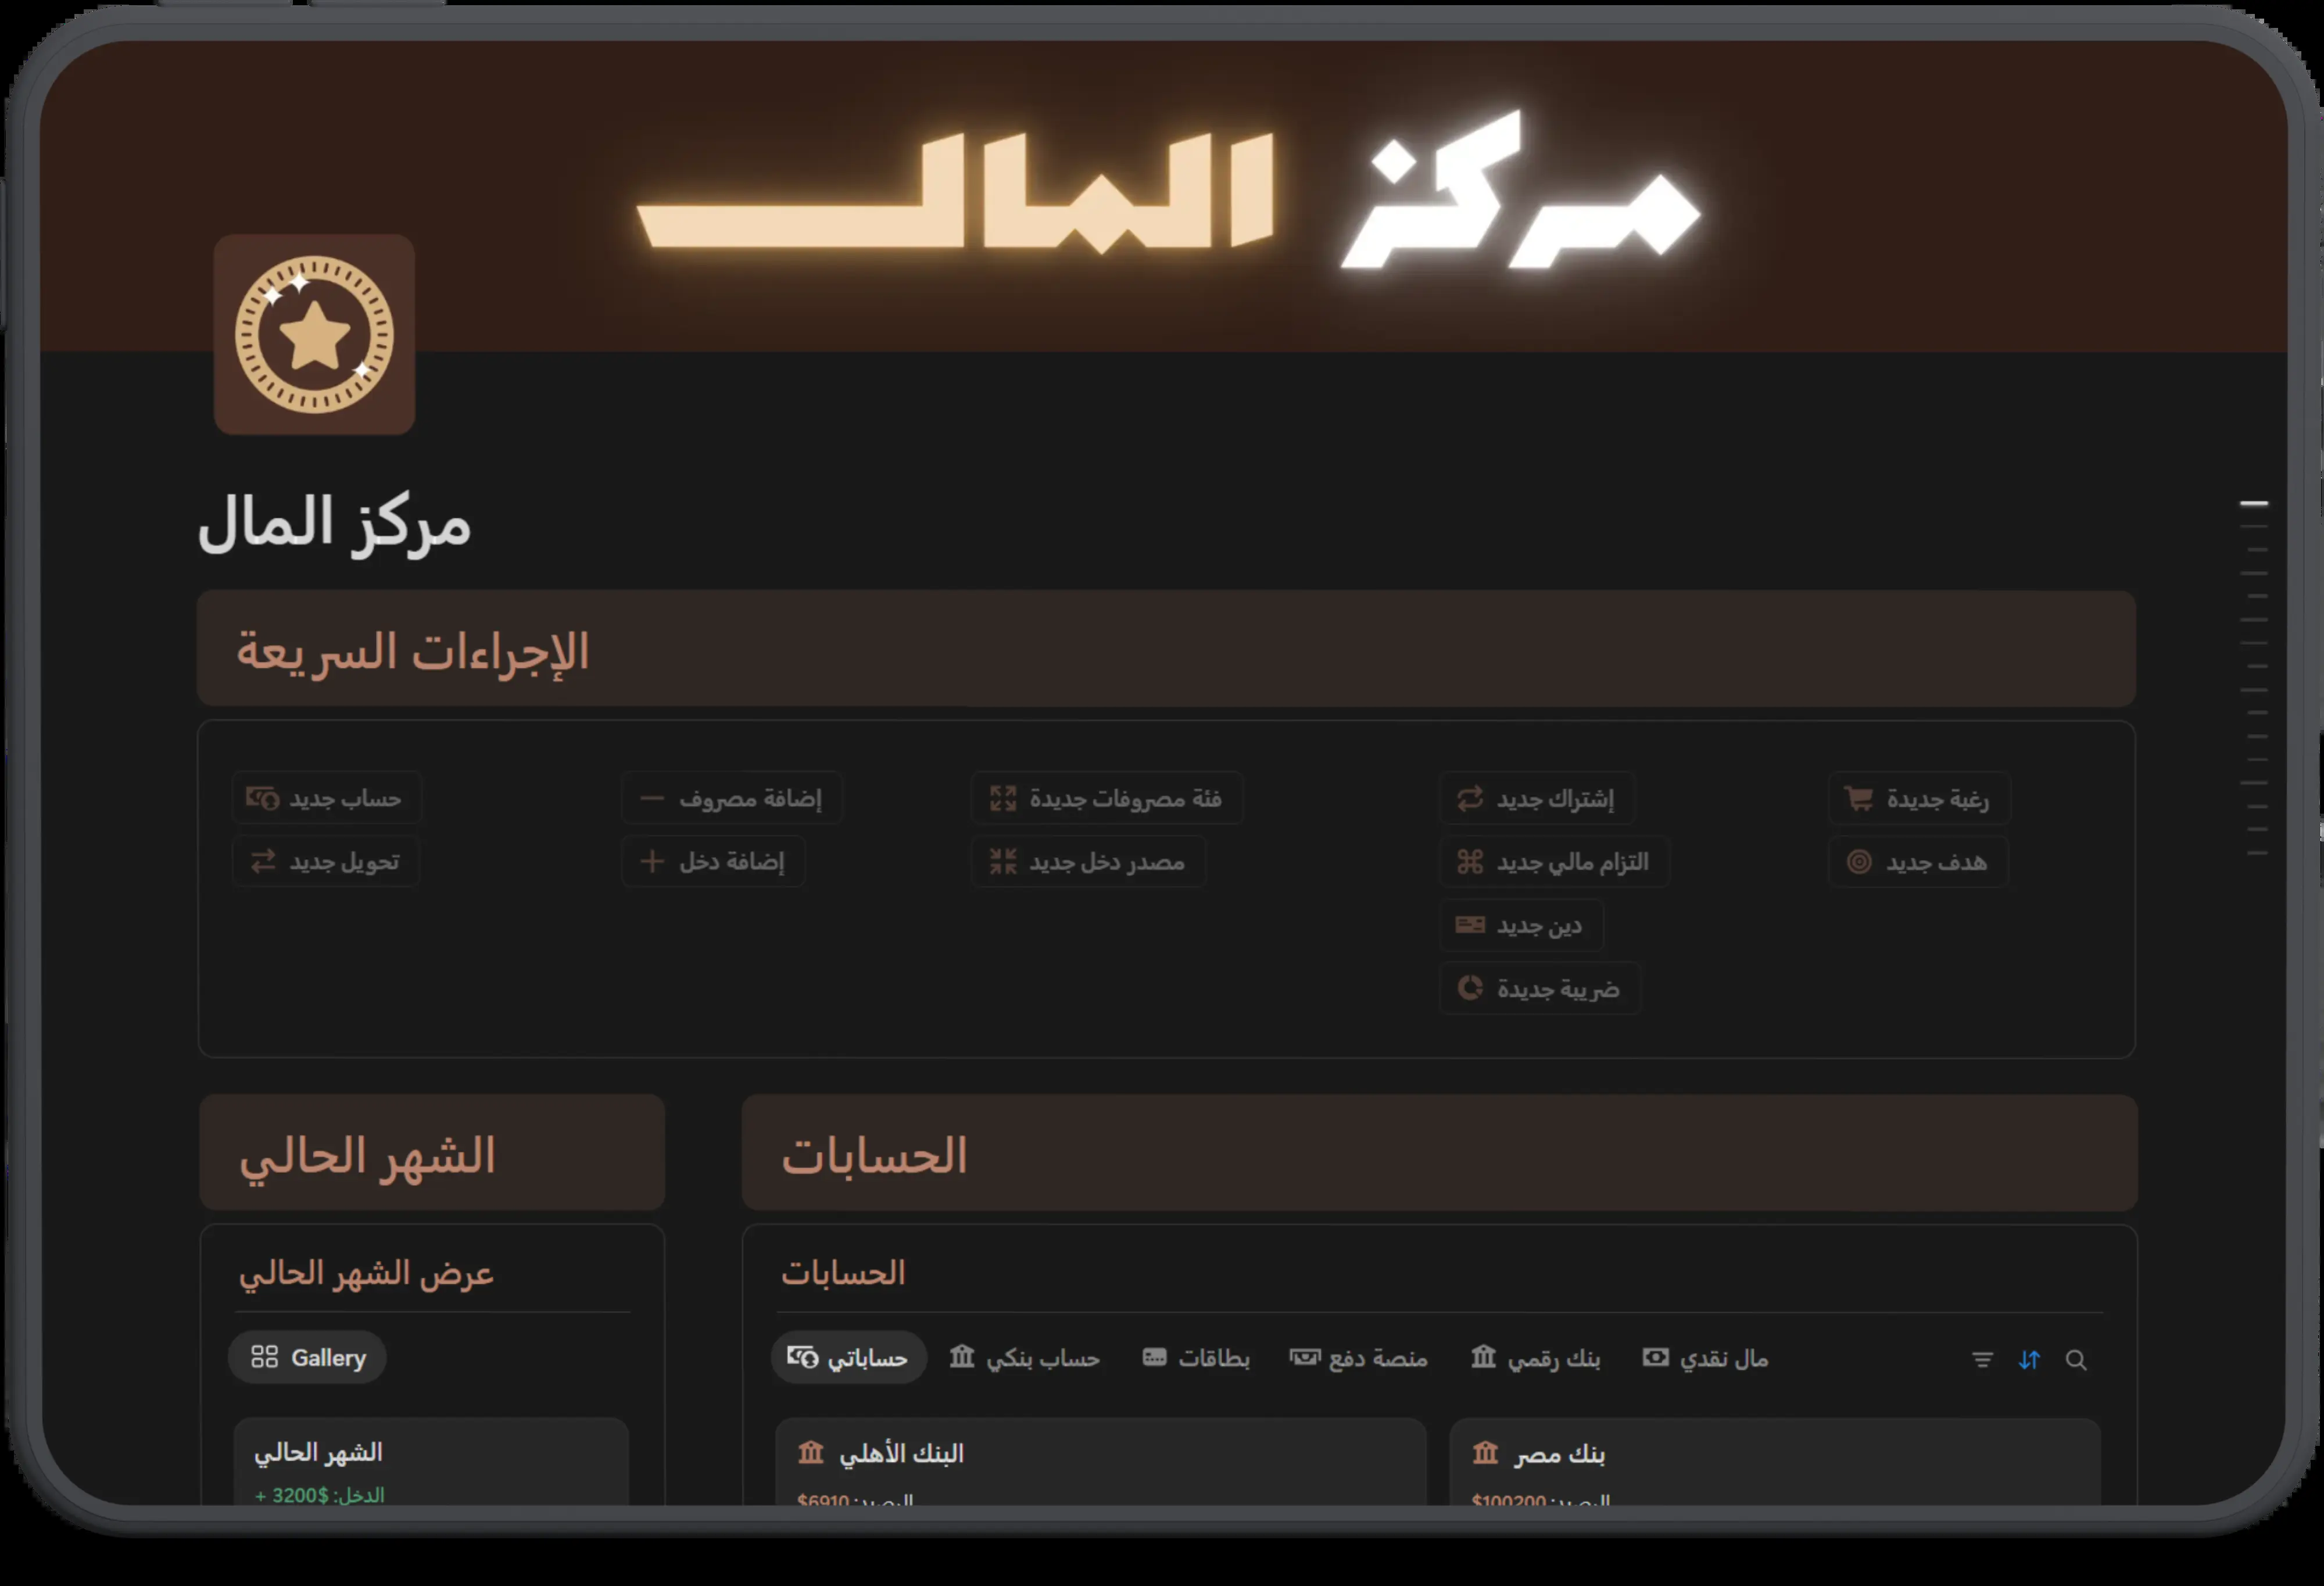 مركز المال
مركز المال
الإجراءات السريعة
حساب جديد
تحويل جديد
إضافة مصروف
إضافة دخل
فئة مصروفات جديدة
مصدر دخل جديد
إشتراك جديد
التزام مالي جديد
دين جديد
ضريبة جديدة
رغبة جديدة
هدف جديد
الشهر الحالي
عرض الشهر الحالي
Gallery
الشهر الحالي
الدخل: $3200 +
الحسابات
الحسابات
حساباتي
حساب بنكي
بطاقات
منصة دفع
بنك رقمي
مال نقدي
البنك الأهلي
الرصيد: $6910
بنك مصر
الرصيد: $100200